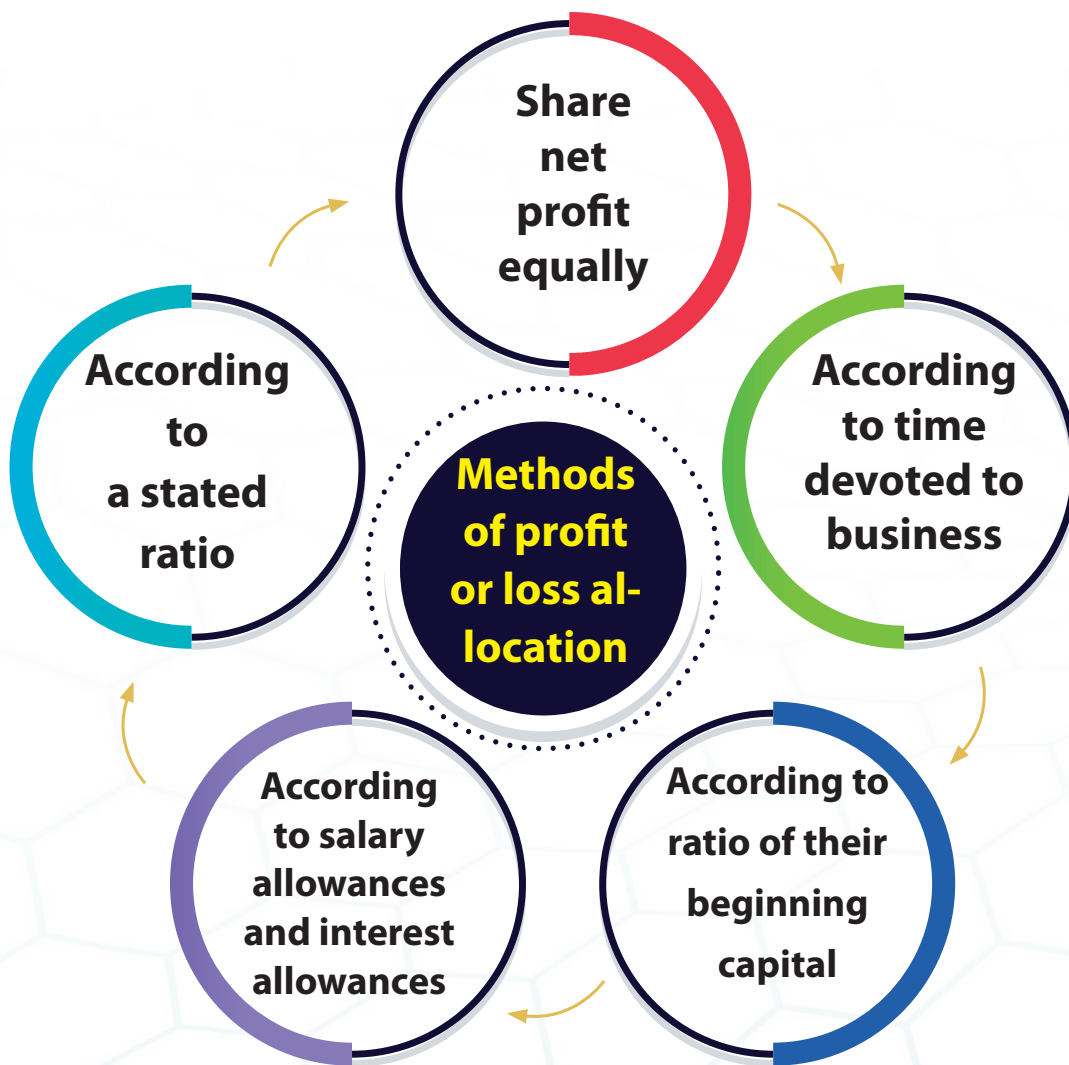 Share
net
profit
equally
According
to time
devoted to
business
According to
ratio of their
beginning
capital
According
to salary
allowances
and interest
allowances
According
to
a stated
ratio
Methods
of profit
or loss al-
location